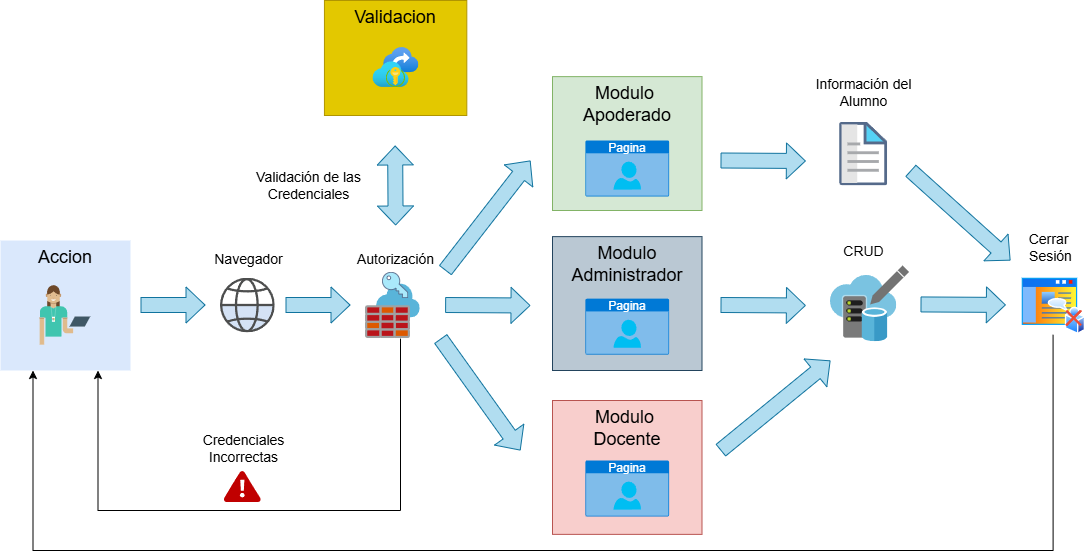 Validacion
Validación de las
Credenciales
Accion
Navegador
Autorización
Credenciales
Incorrectas
Modulo
Apoderado
Pagina
Modulo
Administrador
Pagina
Modulo
Docente
Pagina
Información del
Alumno
CRUD
Cerrar
Sesión